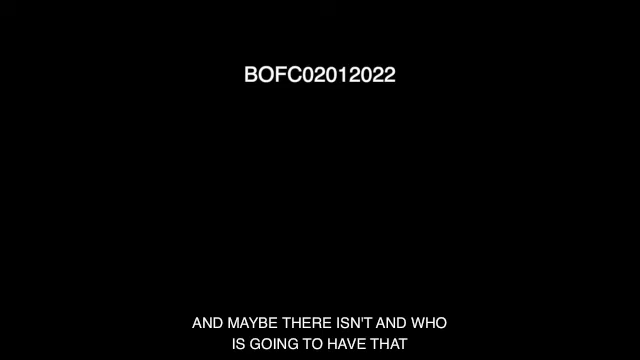 BOFC02012022
AND MAYBE THERE ISN'T AND WHO
IS GOING TO HAVE THAT